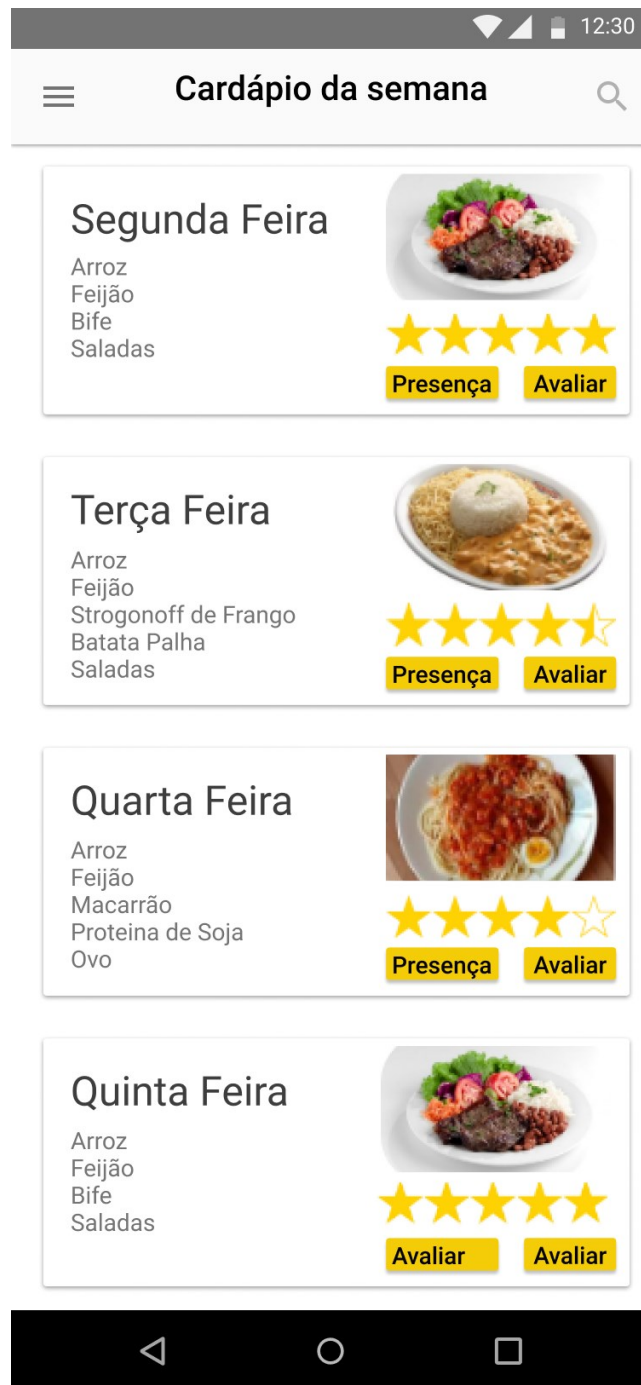 12:30
Cardápio da semana
Segunda Feira
Arroz
Feijão
Bife
Saladas
Presença Avaliar
Terça Feira
Arroz
Feijão
Strogonoff de Frango
Batata Palha
Saladas
Presença Avaliar
Quarta Feira
Arroz
Feijão
Macarrão
Proteina de Soja
Ovo
Presença Avaliar
Quinta Feira
Arroz
Feijão
Bife
Saladas
Avaliar Avaliar